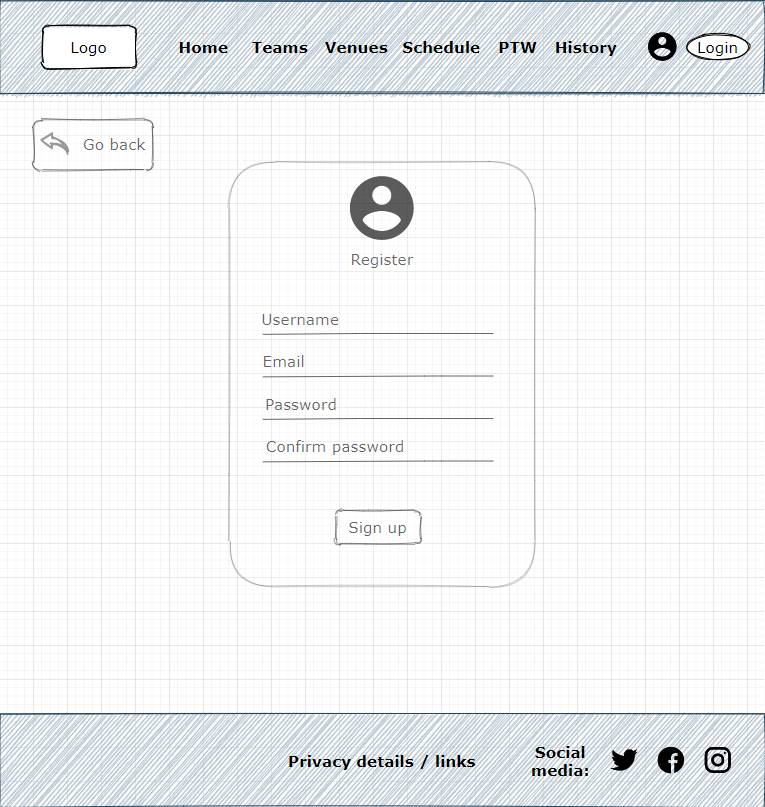 Logo Home Teams Venues Schedule PTW History Login
Go back
Register
Username
Email
Password
Confirm password
Sign up
Privacy details / links
Social
media: